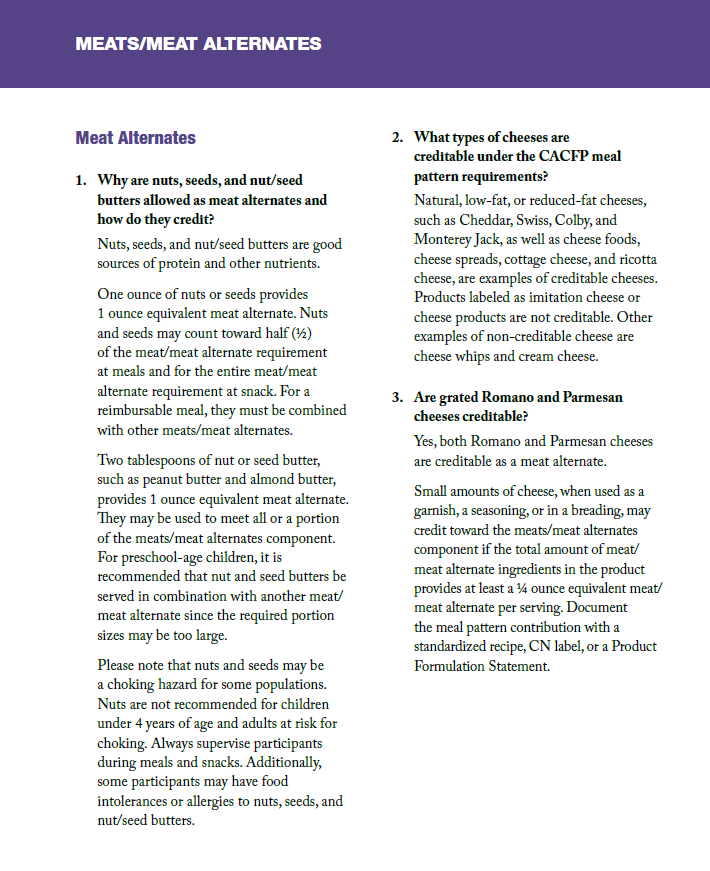 MEATS/MEAT ALTERNATES
Meat Alternates
1. Why are nuts, seeds, and nut/seed
butters allowed as meat alternates and
how do they credit?
Nuts, seeds, and nut/seed butters are good
sources of protein and other nutrients.
One ounce of nuts or seeds provides
1 ounce equivalent meat alternate. Nuts
and seeds may count toward half (½)
of the meat/meat alternate requirement
at meals and for the entire meat/meat
alternate requirement at snack. For a
reimbursable meal, they must be combined
with other meats/meat alternates.
Two tablespoons of nut or seed butter,
such as peanut butter and almond butter,
provides 1 ounce equivalent meat alternate.
They may be used to meet all or a portion
of the meats/meat alternates component.
For preschool-age children, it is
recommended that nut and seed butters be
served in combination with another meat/
meat alternate since the required portion
sizes may be too large.
Please note that nuts and seeds may be
a choking hazard for some populations.
Nuts are not recommended for children
under 4 years of age and adults at risk for
choking. Always supervise participants
during meals and snacks. Additionally,
some participants may have food
intolerances or allergies to nuts, seeds, and
nut/seed butters.
2. What types of cheeses are
creditable under the CACFP meal
pattern requirements?
Natural, low-fat, or reduced-fat cheeses,
such as Cheddar, Swiss, Colby, and
Monterey Jack, as well as cheese foods,
cheese spreads, cottage cheese, and ricotta
cheese, are examples of creditable cheeses.
Products labeled as imitation cheese or
cheese products are not creditable. Other
examples of non-creditable cheese are
cheese whips and cream cheese.
3. Are grated Romano and Parmesan
cheeses creditable?
Yes, both Romano and Parmesan cheeses
are creditable as a meat alternate.
Small amounts of cheese, when used as a
garnish, a seasoning, or in a breading, may
credit toward the meats/meat alternates
component if the total amount of meat/
meat alternate ingredients in the product
provides at least a ¼ ounce equivalent meat/
meat alternate per serving. Document
the meal pattern contribution with a
standardized recipe, CN label, or a Product
Formulation Statement.